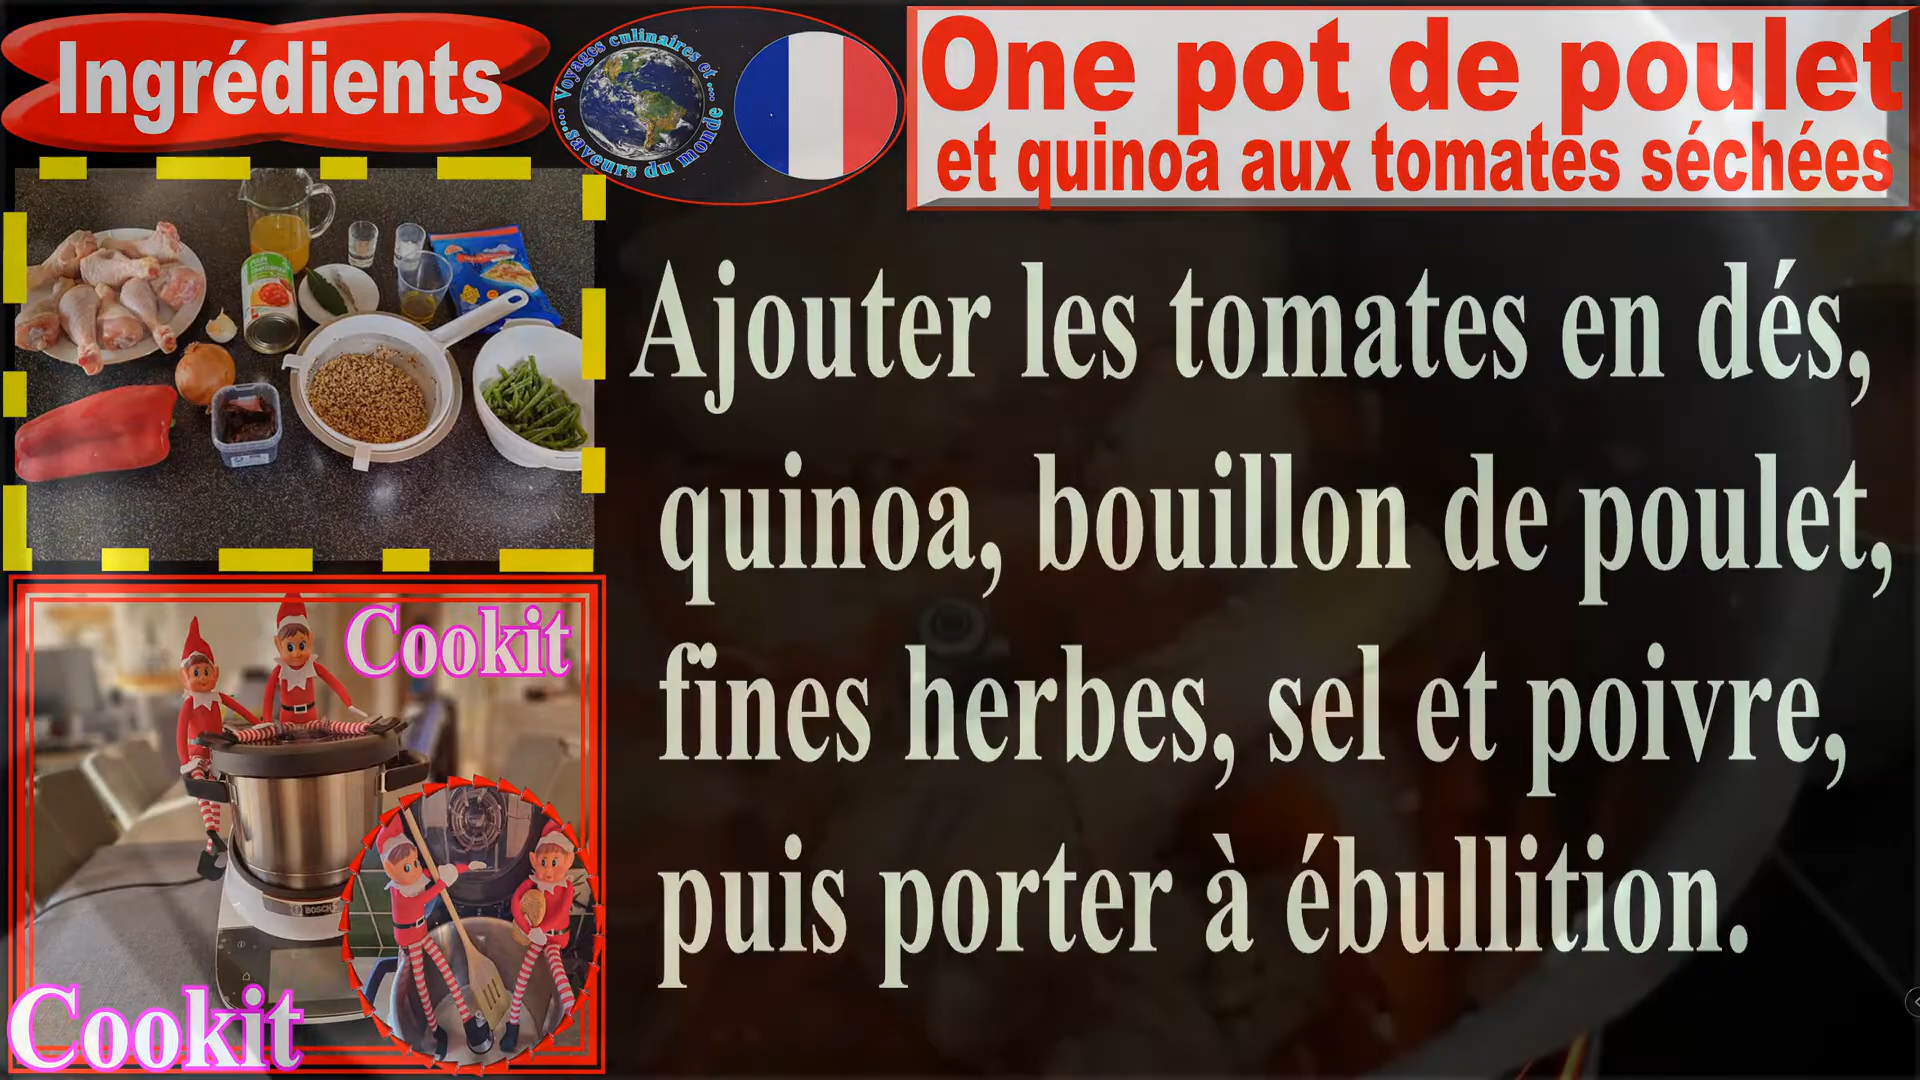 Ingrédients
Voyages culinaires et....
....saveurs du monde
One pot de poulet
et quinoa aux tomates séchées
Ajouter les tomates en dés,
quinoa, bouillon de poulet,
fines herbes, sel et poivre,
puis porter à ébullition.
Cookit
BOSCH
Cookit